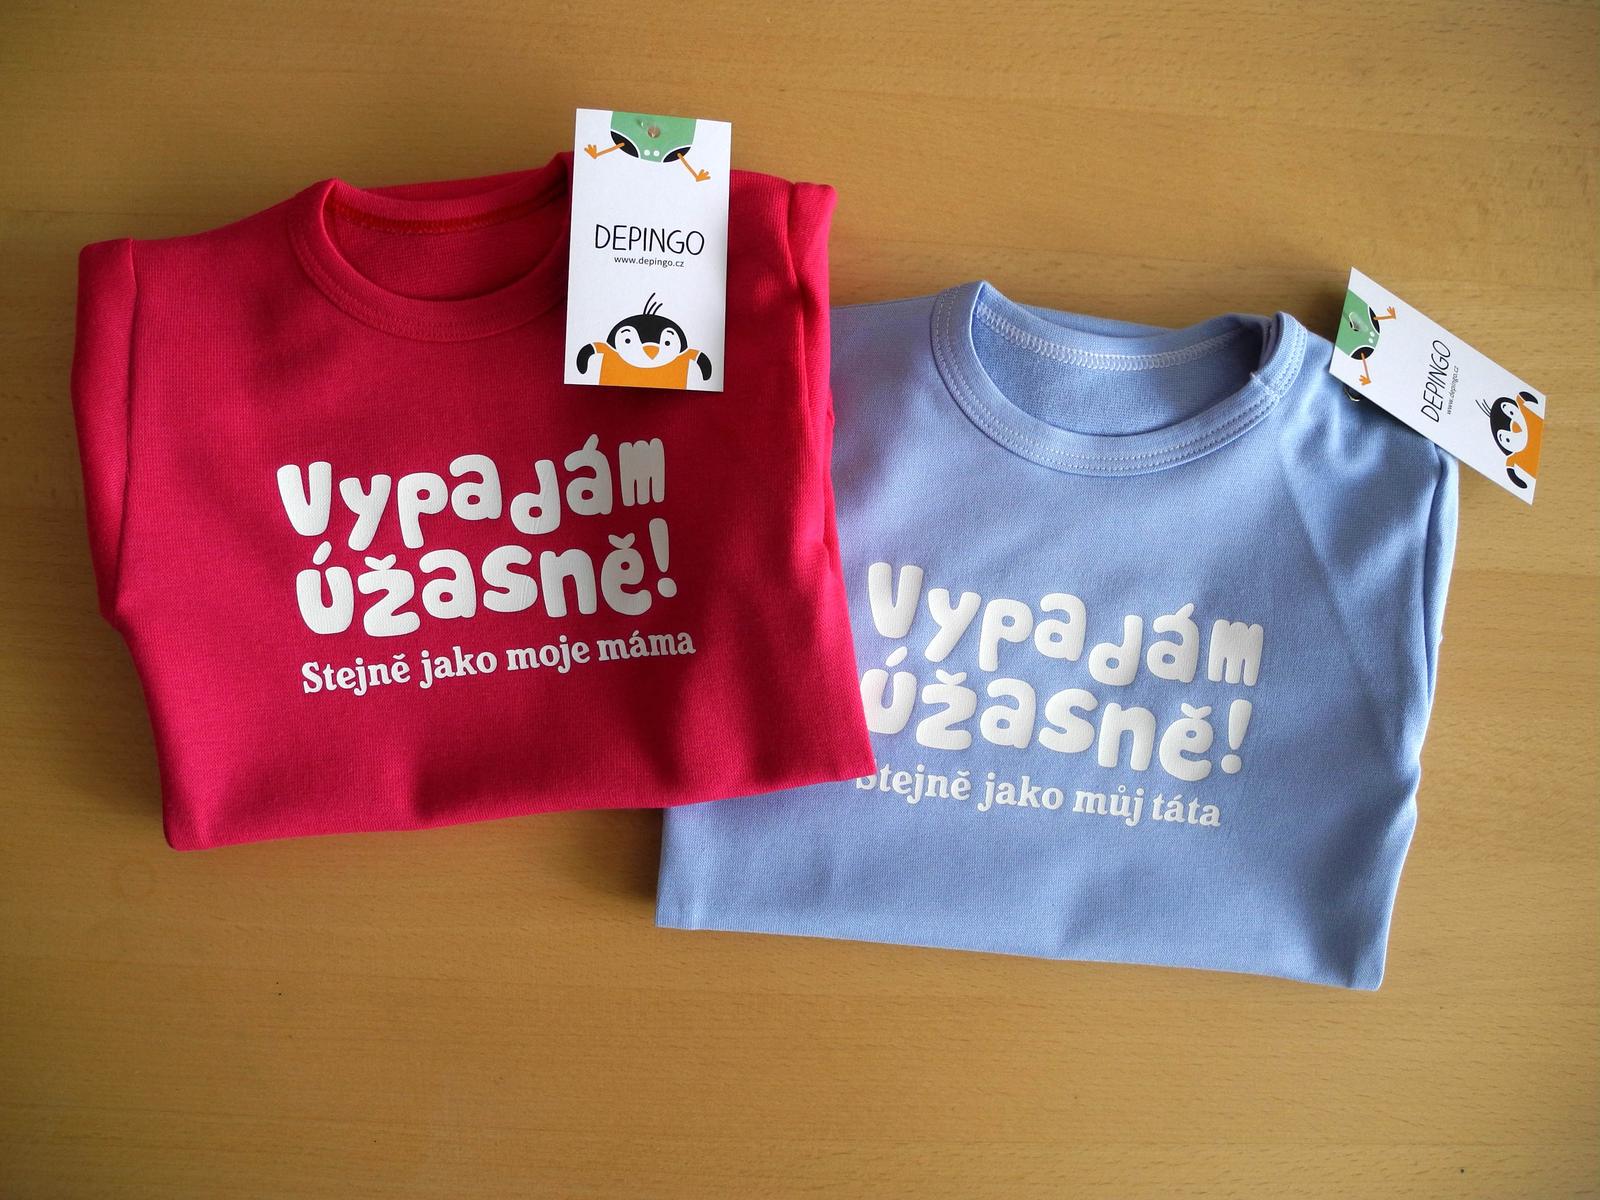 DEPINGO
www.depingo.cz
Vypadám
Úžasně!
Stejně jako moje máma
DEPINGO
www.depingo.cz
Vypadám
Úžasně!
Stejně jako můj táta